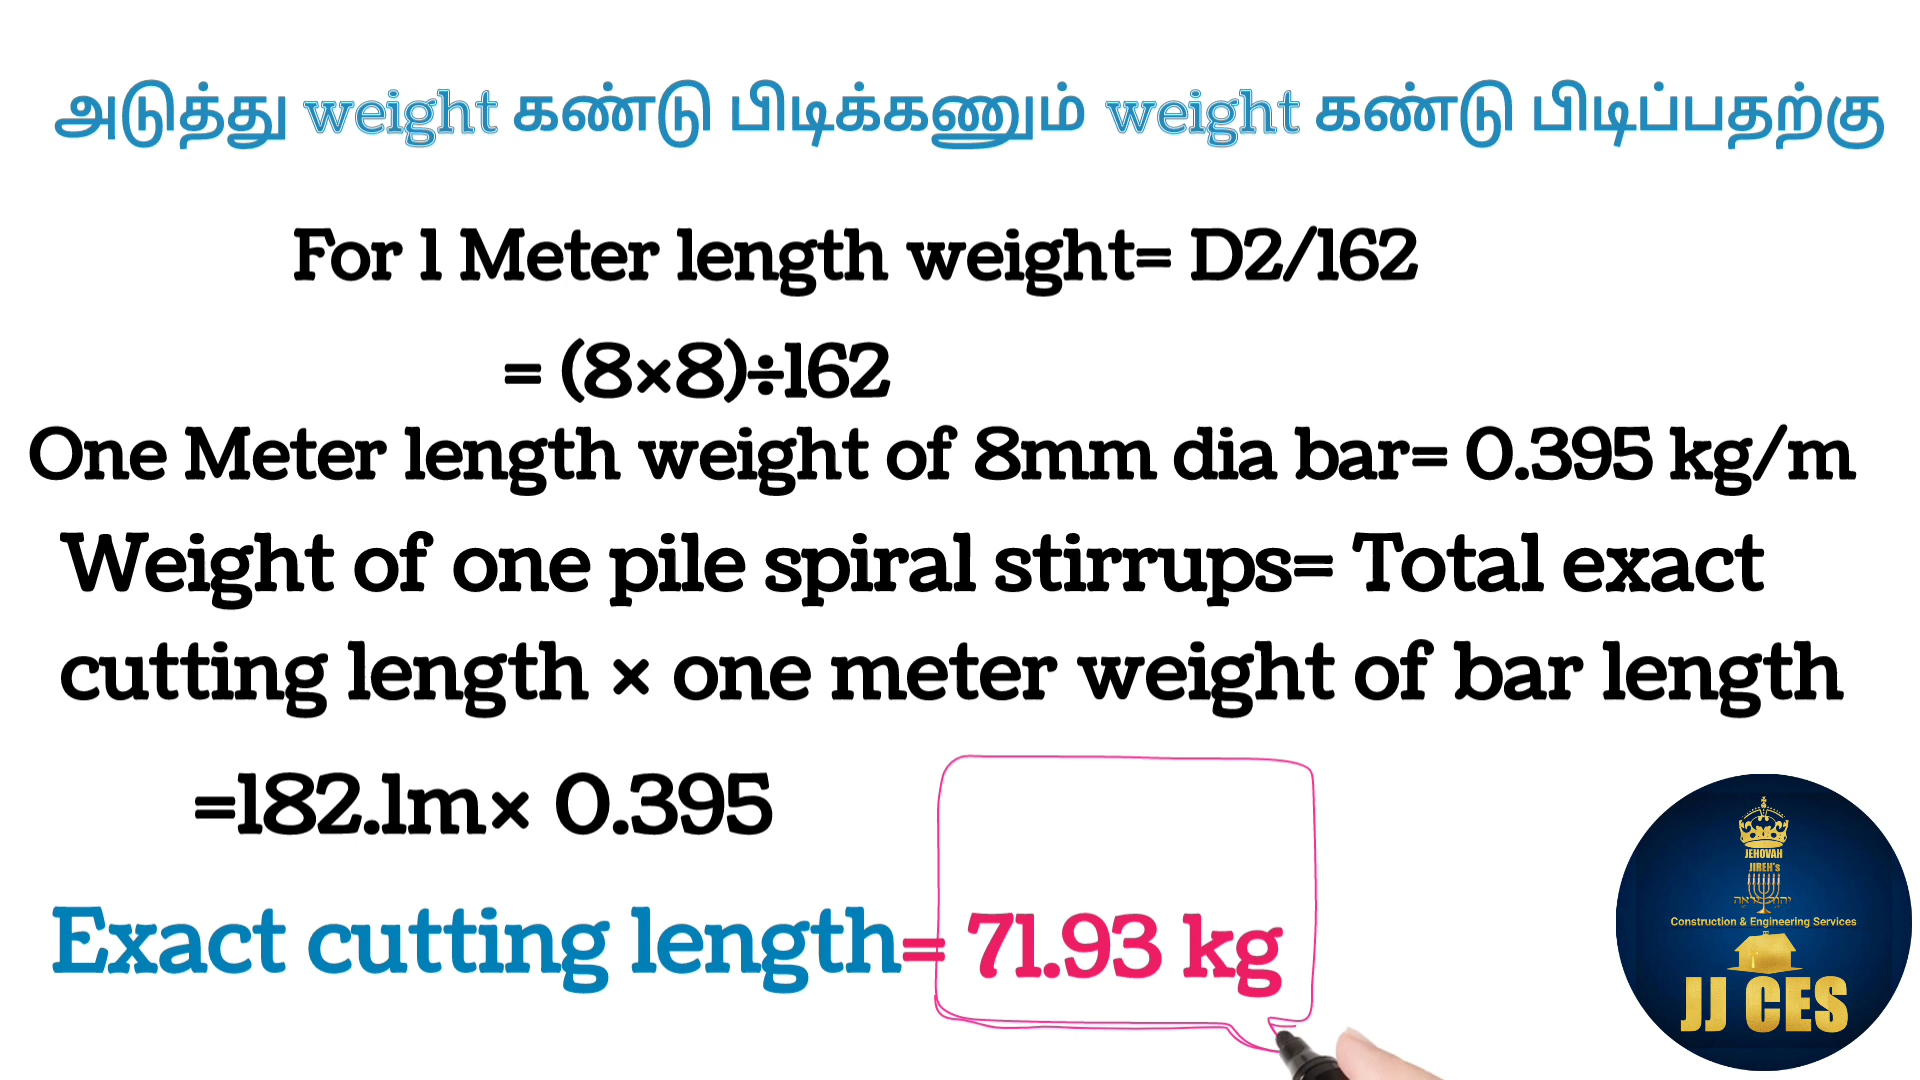 அடுத்து weight கண்டு பிடிக்கணும் weight கண்டு பிடிப்பதற்கு
For 1 Meter length weight= D2/162
= (8×8)÷162
One Meter length weight of 8mm dia bar= 0.395 kg/m
Weight of one pile spiral stirrups= Total exact
cutting length × one meter weight of bar length
=182.1m× 0.395
Exact cutting length= 71.93 kg
JEHOVAH
JIREH's
Construction & Engineering Services
JJ CES